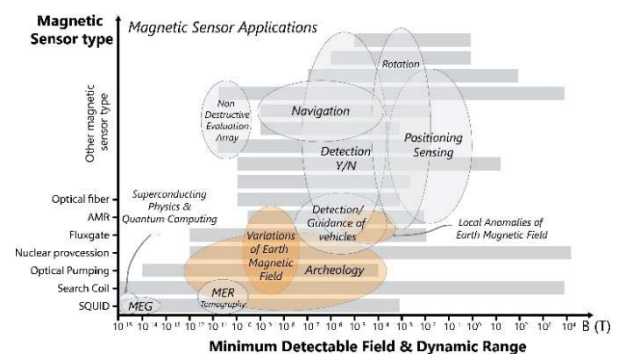 Magnetic
Sensor type
Magnetic Sensor Applications
Other magnetic
sensor type
Rotation
Non
Destructive
Evaluation
Array
Navigation
Positioning
Sensing
Detection
Y/N
Superconducting
Physics &
Quantum Computing
Optical fiber
AMR
Fluxgate
Nuclear provcession
Optical Pumping
Search Coil
SQUID
Detection/
Guidance of
vehicles
Local Anomalies of
Earth Magnetic Field
Variations
of Earth
Magnetic
Field
Archeology
MER
Tomography
MEG
B (T)
Minimum Detectable Field & Dynamic Range